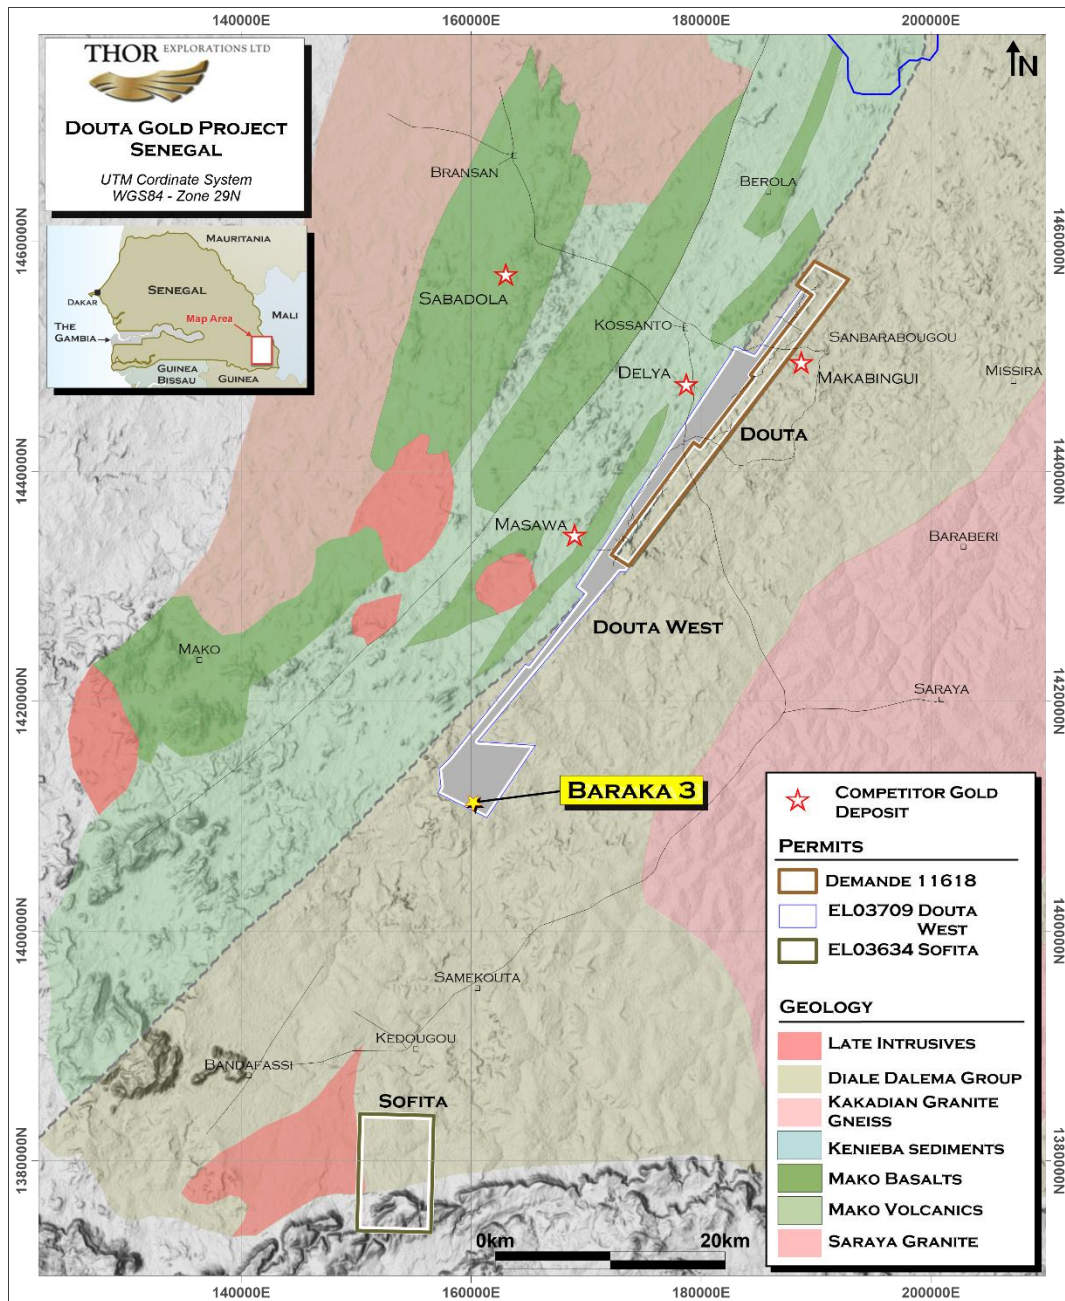 140000E 160000E 180000E 200000E
THOR EXPLORATIONS LTD
DOUTA GOLD PROJECT
SENEGAL
UTM Cordinate System
WGS84 - Zone 29N
N
MAURITANIA
SENEGAL
DAKAR
MALI
Map Area
THE
GAMBIA
GUINEA
BISSAU
GUINEA
1460000N
1440000N
1420000N
1400000N
1380000N
1460000N
1440000N
1420000N
1400000N
1380000N
BRANSAN
BEROLA
SABADOLA
KOSSANTO
SANBARABOUGOU
DELYA
MAKABINGUI
MISSIRA
DOUTA
MASAWA
BARABERI
DOUTA WEST
MAKO
SARAYA
BARAKA 3
SAMEKOUTA
KEDOUGOU
BANDAFASSI
SOFITA
COMPETITOR GOLD
DEPOSIT
PERMITS
DEMANDE 11618
EL03709 DOUTA
WEST
EL03634 SOFITA
GEOLOGY
LATE INTRUSIVES
DIALE DALEMA GROUP
KAKADIAN GRANITE
GNEISS
KENIEBA SEDIMENTS
MAKO BASALTS
MAKO VOLCANICS
SARAYA GRANITE
0km 20km
140000E 160000E 180000E 200000E